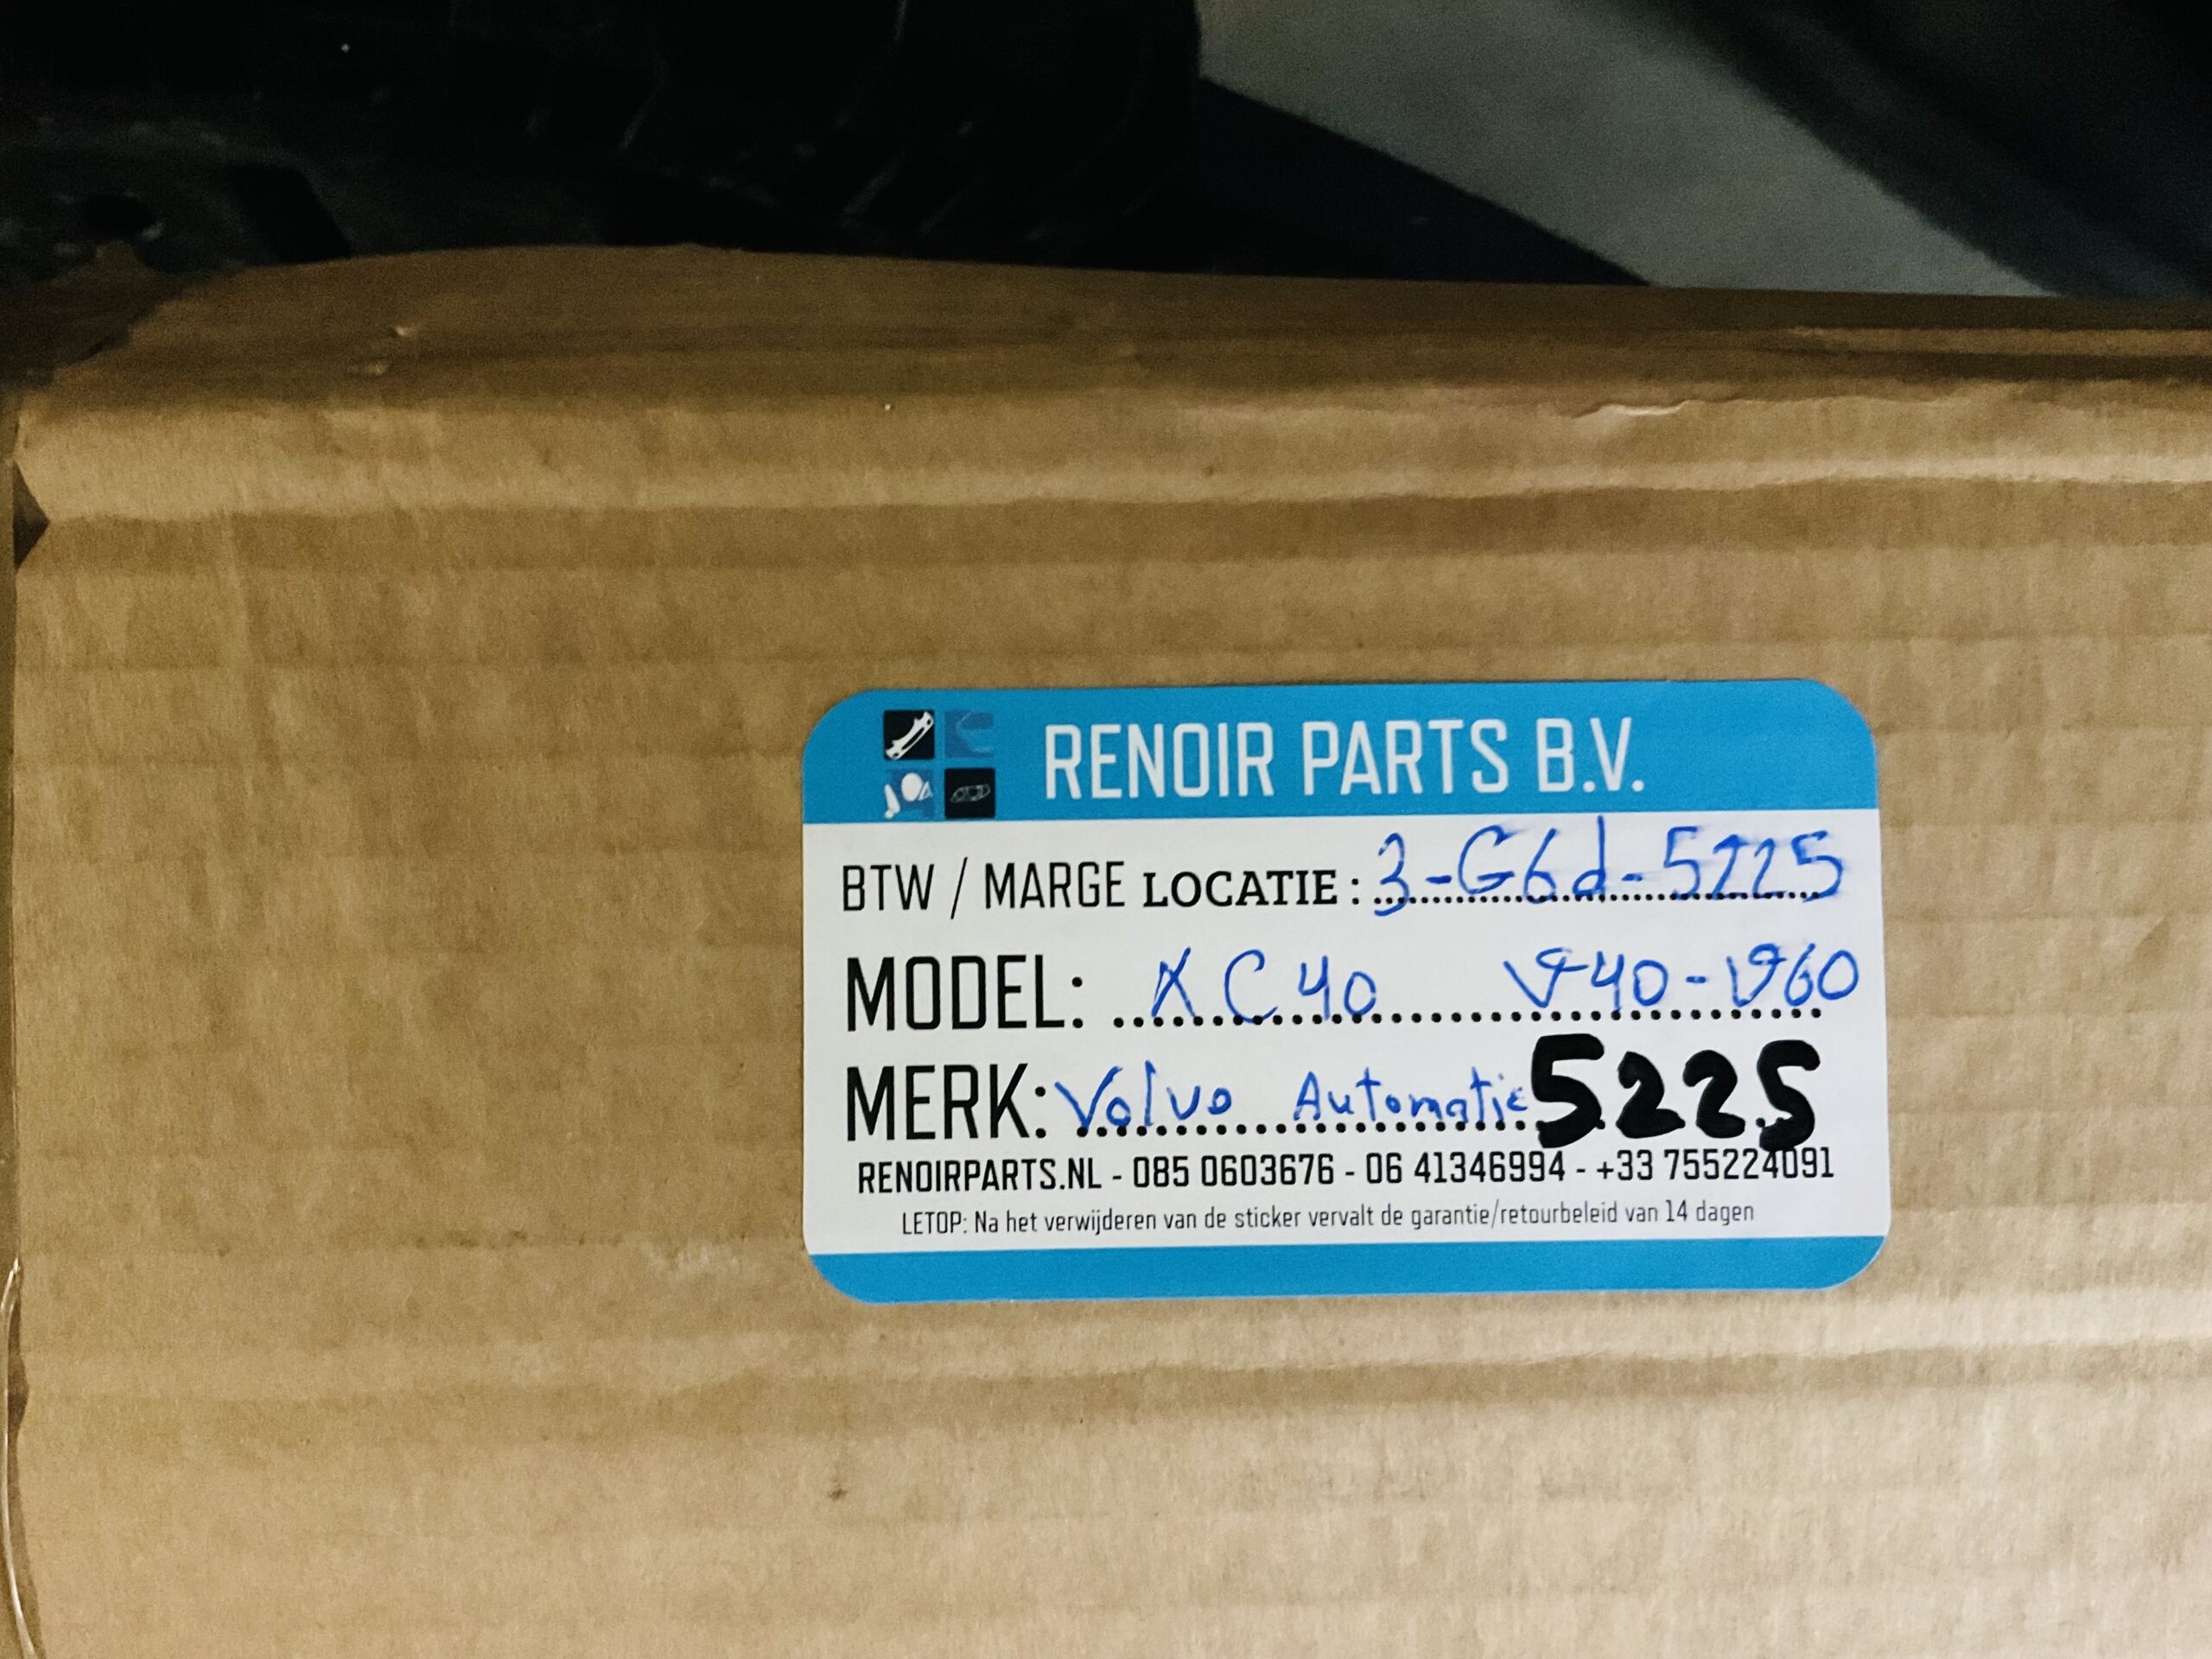 RENOIR PARTS B.V.
BTW / MARGE LOCATIE : 3-G6d-5225
MODEL: XC40 V40-V60
MERK: Volvo Automatic 5225
RENOIRPARTS.NL - 085 0603676 - 06 41346994 - +33 755224091
LETOP: Na het verwijderen van de sticker vervalt de garantie/retourbeleid van 14 dagen